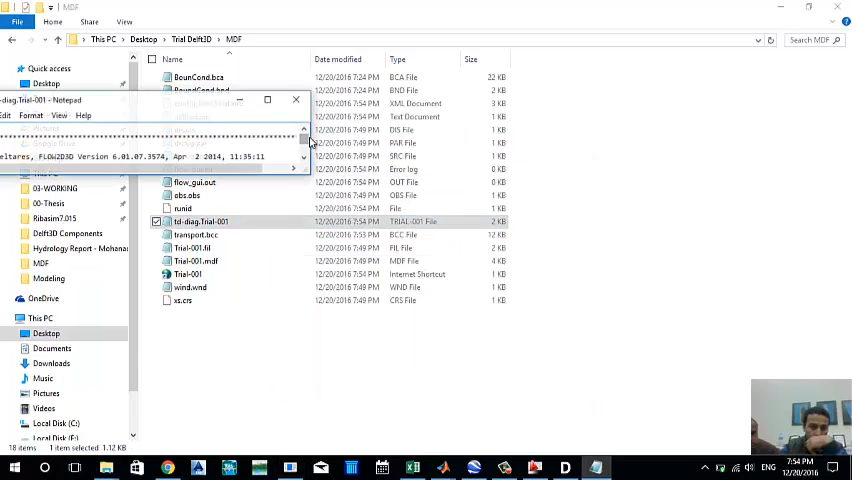 File
Home
Share
View
This PC
Desktop
Trial Delft3D
MDF
Search MDF
Name
Date modified
Type
Size
Quick access
Desktop
BounCond.bca 12/20/2016 7:24 PM BCA File 22 KB
12/20/2016 7:24 PM BND File 2 KB
-diag.Trial-001 - Notepad
12/20/2016 7:54 PM XML Document 3 KB
Edit Format View Help
12/20/2016 7:49 PM Text Document 4 KB
12/20/2016 7:49 PM DIS File 1 KB
eltares, FLOW2D3D Version 6.01.07.3574, Apr 2 2014, 11:35:11
12/20/2016 7:49 PM PAR File 1 KB
12/20/2016 7:49 PM SRC File 1 KB
12/20/2016 7:54 PM Error log 1 KB
This PC
flow_gui.out 12/20/2016 7:54 PM OUT File 2 KB
03-WORKING
obs.obs 12/20/2016 7:49 PM OBS File 1 KB
00-Thesis
runid 12/20/2016 7:54 PM File 1 KB
Ribasim7.015
td-diag.Trial-001 12/20/2016 7:54 PM TRIAL-001 File 2 KB
Delft3D Components
transport.bcc 12/20/2016 7:53 PM BCC File 12 KB
Hydrology Report - Mohana
Trial-001.fil 12/20/2016 7:49 PM FIL File 2 KB
MDF
Trial-001.mdf 12/20/2016 7:49 PM MDF File 4 KB
Modeling
Trial-001 12/20/2016 7:54 PM Internet Shortcut 1 KB
wind.wnd 12/20/2016 7:49 PM WND File 1 KB
OneDrive
xs.crs 12/20/2016 7:49 PM CRS File 1 KB
This PC
Desktop
Documents
Downloads
Music
Pictures
Videos
Local Disk (C:)
Local Disk (E:)
18 items
1 item selected 1.12 KB
ENG
7:54 PM
12/20/2016